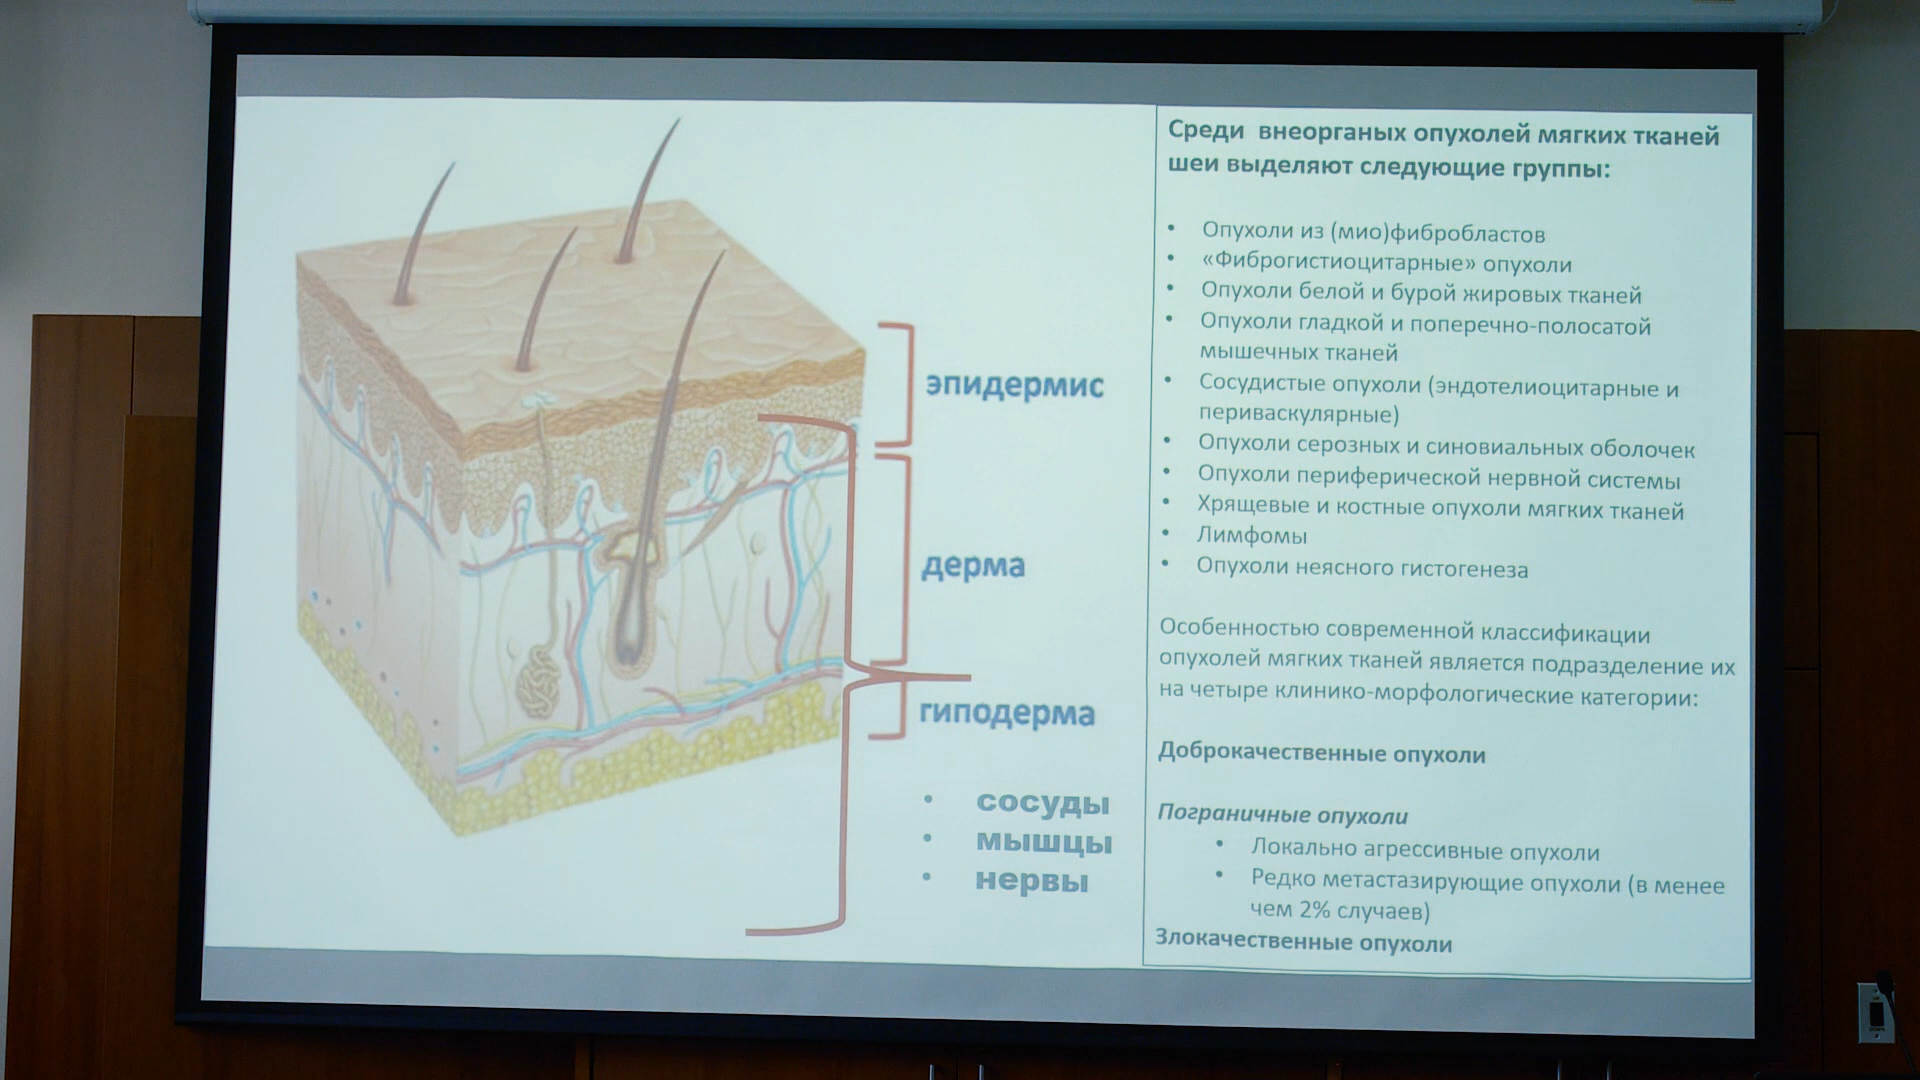 эпидермис
дерма
гиподерма
• сосуды
• мышцы
• нервы
Среди внеорганых опухолей мягких тканей
шеи выделяют следующие группы:
• Опухоли из (мио)фибробластов
• «Фиброгистиоцитарные» опухоли
• Опухоли белой и бурой жировых тканей
• Опухоли гладкой и поперечно-полосатой
мышечных тканей
• Сосудистые опухоли (эндотелиоцитарные и
периваскулярные)
• Опухоли серозных и синовиальных оболочек
• Опухоли периферической нервной системы
• Хрящевые и костные опухоли мягких тканей
• Лимфомы
• Опухоли неясного гистогенеза
Особенностью современной классификации
опухолей мягких тканей является подразделение их
на четыре клинико-морфологические категории:
Доброкачественные опухоли
Пограничные опухоли
• Локально агрессивные опухоли
• Редко метастазирующие опухоли (в менее
чем 2% случаев)
Злокачественные опухоли